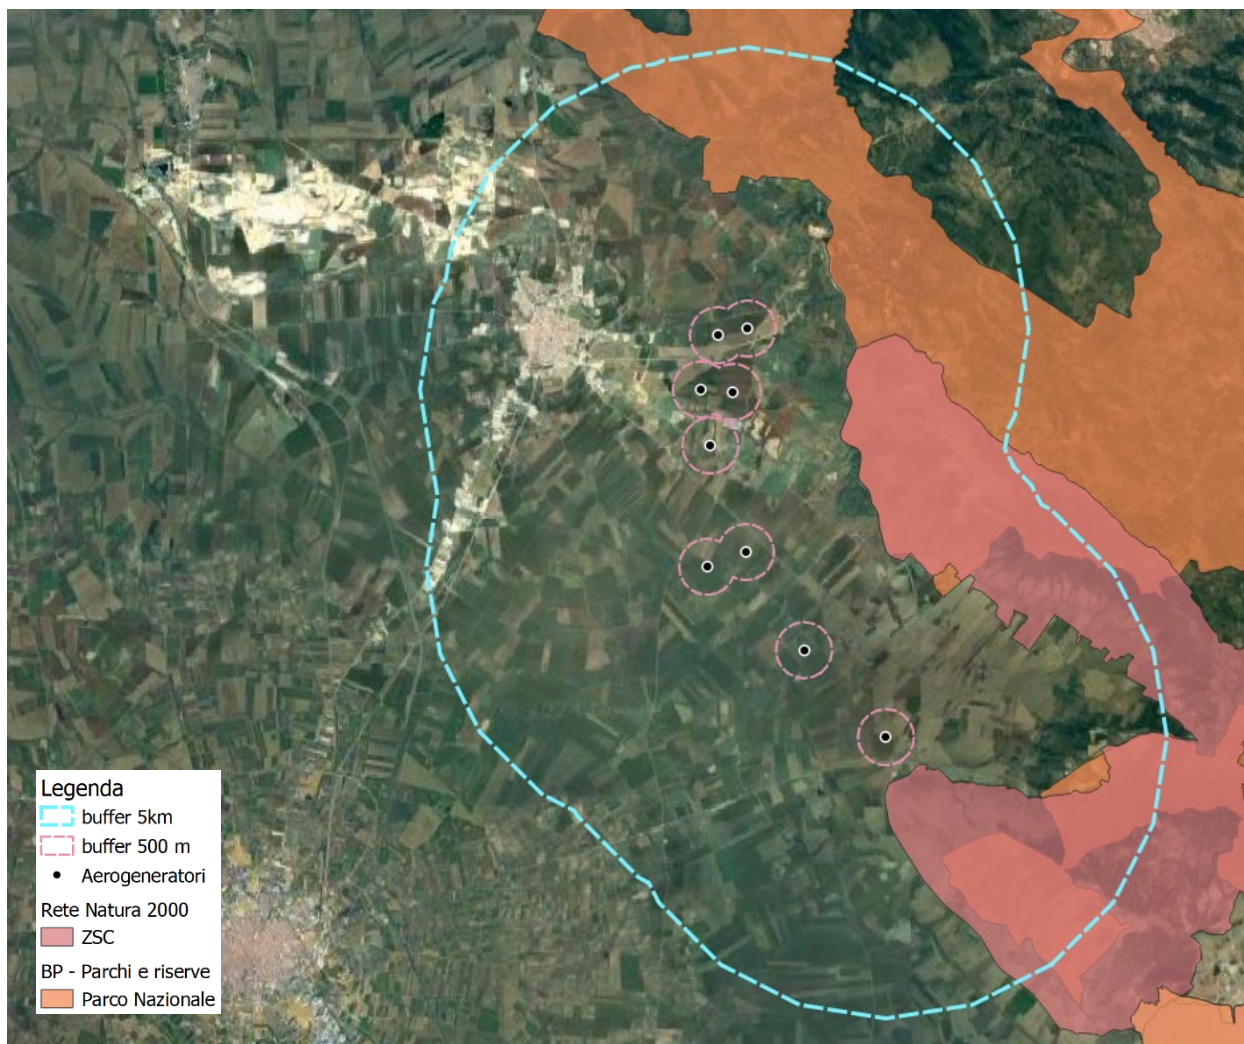 Legenda
buffer 5km
buffer 500 m
Aerogeneratori
Rete Natura 2000
ZSC
BP - Parchi e riserve
Parco Nazionale